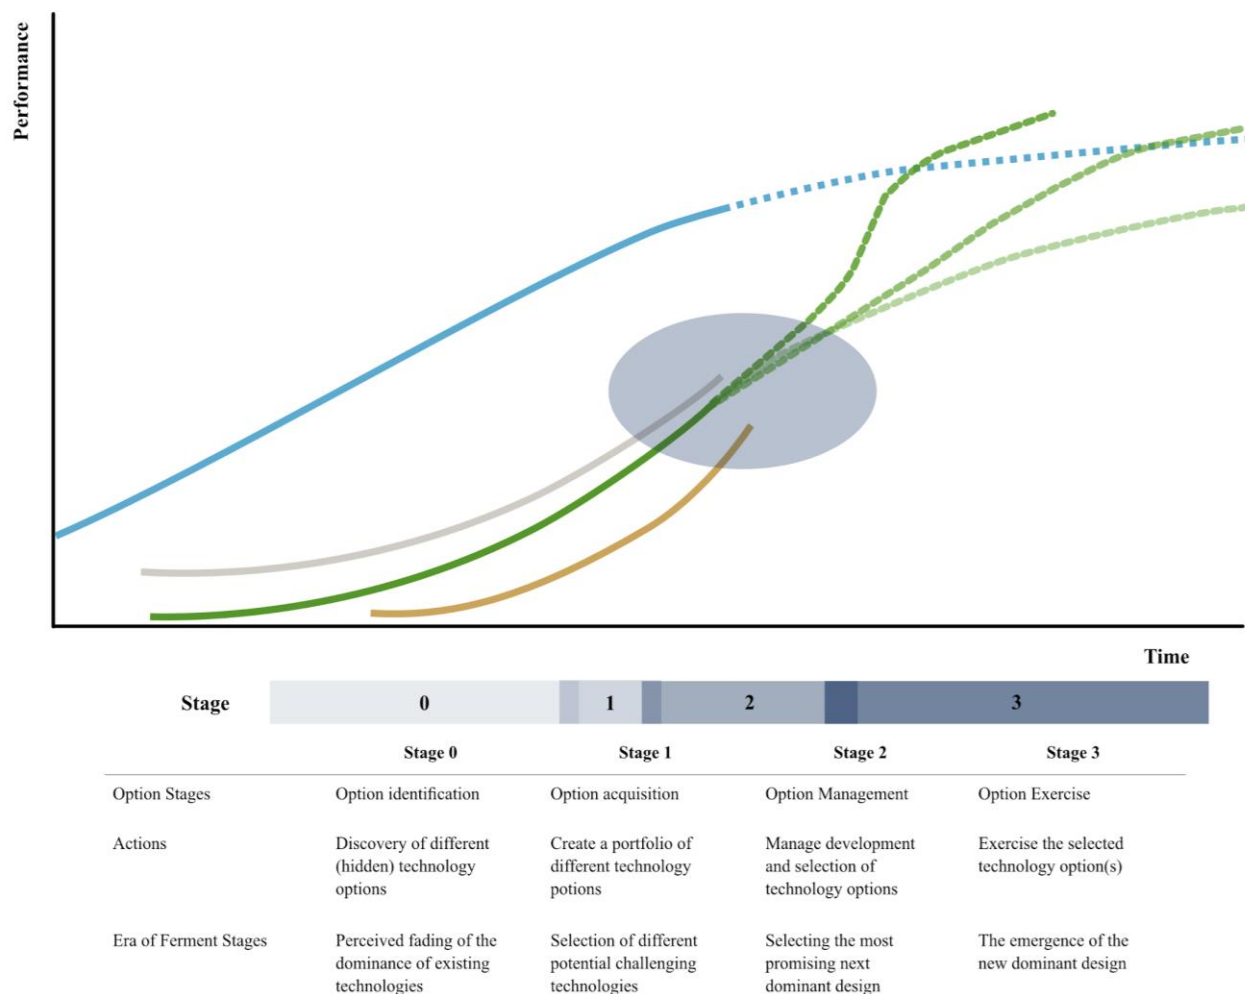 Performance
Time
Stage
0
1
2
3
Stage 0
Stage 1
Stage 2
Stage 3
Option Stages
Option identification
Option acquisition
Option Management
Option Exercise
Actions
Discovery of different
(hidden) technology
options
Create a portfolio of
different technology
potions
Manage development
and selection of
technology options
Exercise the selected
technology option(s)
Era of Ferment Stages
Perceived fading of the
dominance of existing
technologies
Selection of different
potential challenging
technologies
Selecting the most
promising next
dominant design
The emergence of the
new dominant design